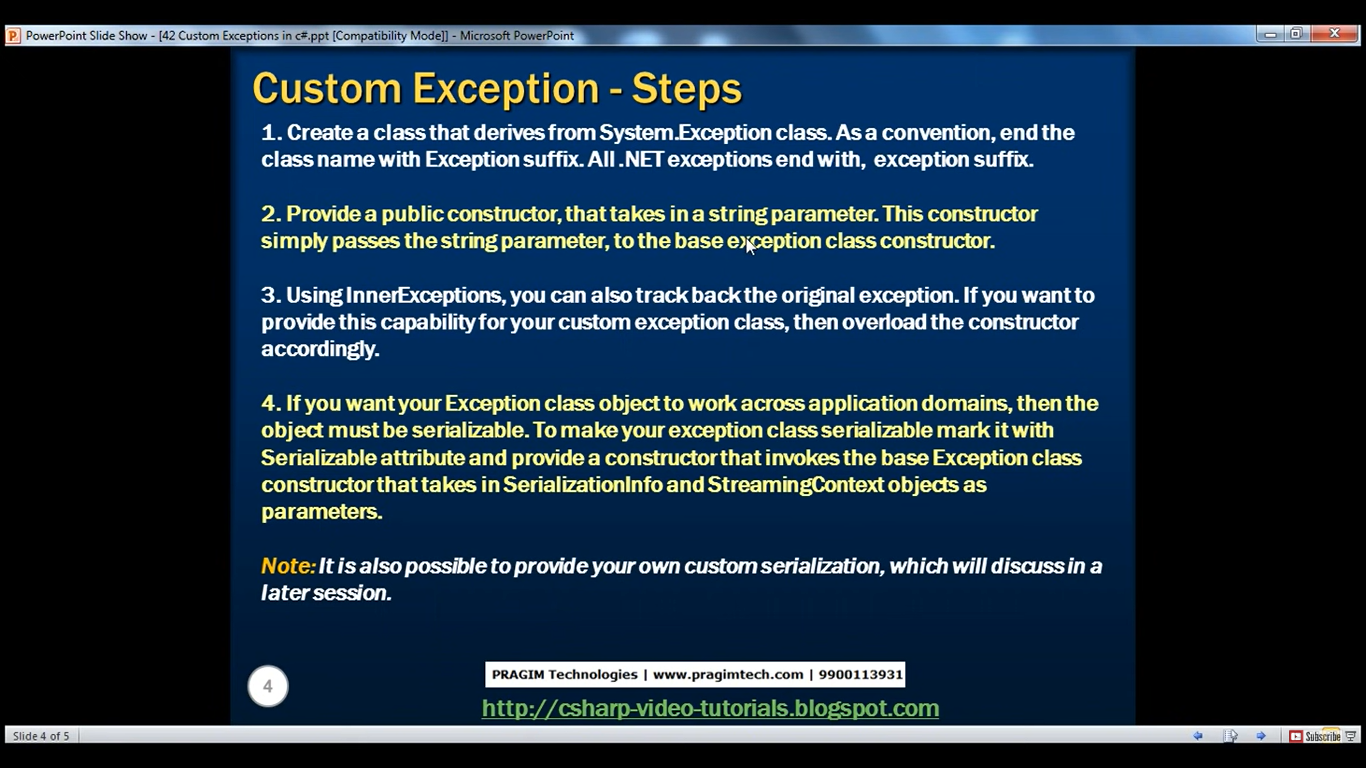 PowerPoint Slide Show - [42 Custom Exceptions in c#.ppt [Compatibility Mode]] - Microsoft PowerPoint
Custom Exception - Steps
1. Create a class that derives from System.Exception class. As a convention, end the
class name with Exception suffix. All .NET exceptions end with, exception suffix.
2. Provide a public constructor, that takes in a string parameter. This constructor
simply passes the string parameter, to the base exception class constructor.
3. Using InnerExceptions, you can also track back the original exception. If you want to
provide this capability for your custom exception class, then overload the constructor
accordingly.
4. If you want your Exception class object to work across application domains, then the
object must be serializable. To make your exception class serializable mark it with
Serializable attribute and provide a constructor that invokes the base Exception class
constructor that takes in SerializationInfo and StreamingContext objects as
parameters.
Note: It is also possible to provide your own custom serialization, which will discuss in a
later session.
4
PRAGIM Technologies | www.pragimtech.com | 9900113931
http://csharp-video-tutorials.blogspot.com
Slide 4 of 5
Subscribe